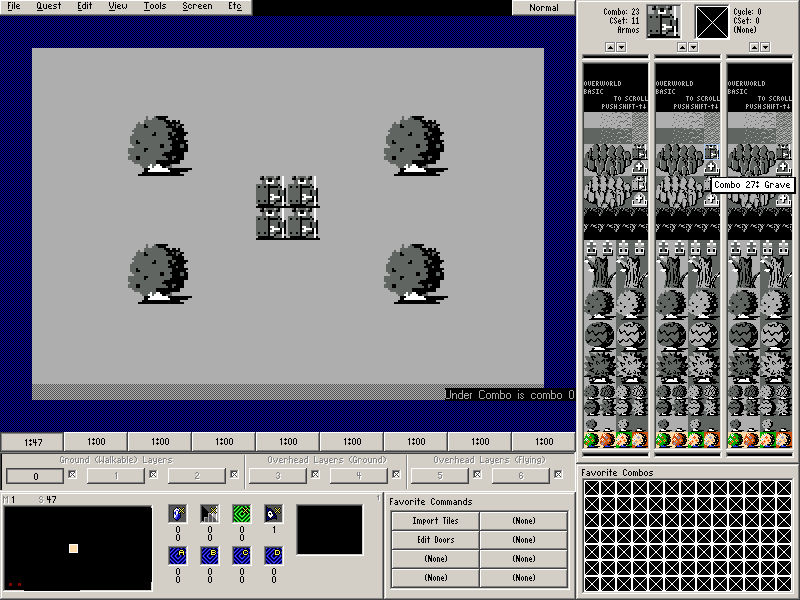 File Quest Edit View Tools Screen Etc
Normal
Combo: 23
CSet: 11
Armos
Cycle: 0
CSet: 0
(None)
OVERWORLD
BASIC
TO SCROLL
PUSH SHIFT-↑↓
OVERWORLD
BASIC
TO SCROLL
PUSH SHIFT-↑↓
OVERWORLD
BASIC
TO SCROLL
PUSH SHIFT-↑↓
Combo 27: Grave
Under Combo is combo 0
1:47 1:00 1:00 1:00 1:00 1:00 1:00 1:00 1:00
Ground (Walkable) Layers Overhead Layers (Ground) Overhead Layers (Flying)
0 1 2 3 4 5 6
M 1 S 47
0 0 0 1
0 0 0
A B C D
0 0 0 0
0 0 0 0
1
Favorite Commands
Import Tiles (None)
Edit Doors (None)
(None) (None)
(None) (None)
Favorite Combos